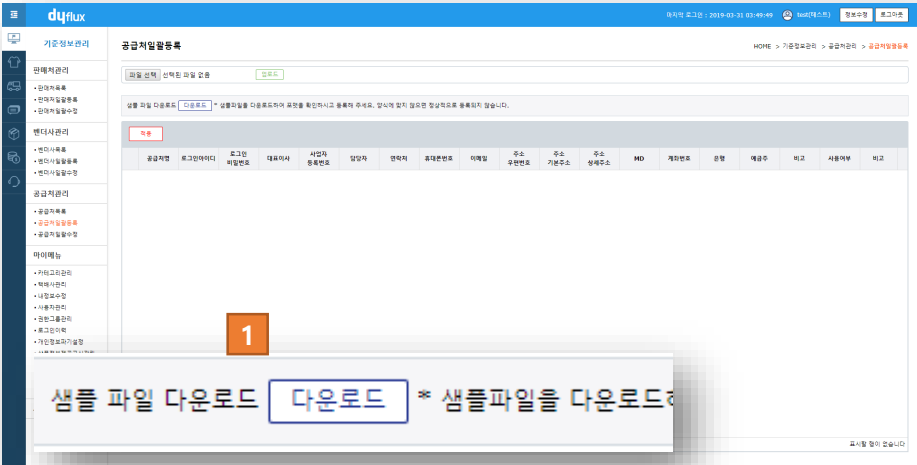 dyflux
마지막 로그인 : 2019-03-31 03:49:49 test(테스트) 정보수정 로그아웃
기준정보관리
판매처관리
• 판매처목록
• 판매처일괄등록
• 판매처일괄수정
벤더사관리
• 벤더사목록
• 벤더사일괄등록
• 벤더사일괄수정
공급처관리
• 공급처목록
• 공급처일괄등록
• 공급처일괄수정
마이메뉴
• 카테고리관리
• 택배사관리
• 내정보수정
• 사용자관리
• 권한그룹관리
• 로그인이력
• 개인정보파기설정
공급처일괄등록
HOME > 기준정보관리 > 공급처관리 > 공급처일괄등록
파일 선택 선택된 파일 없음 업로드
샘플 파일 다운로드 다운로드 * 샘플파일을 다운로드하여 포맷을 확인하시고 등록해 주세요. 양식에 맞지 않으면 정상적으로 등록되지 않습니다.
적용
공급처명 로그인아이디 로그인 비밀번호 대표이사 사업자 등록번호 담당자 연락처 휴대폰번호 이메일 주소 우편번호 주소 기본주소 주소 상세주소 MD 계좌번호 은행 예금주 비고 사용여부 비고
1
샘플 파일 다운로드 다운로드 * 샘플파일을 다운로드하
표시할 행이 없습니다